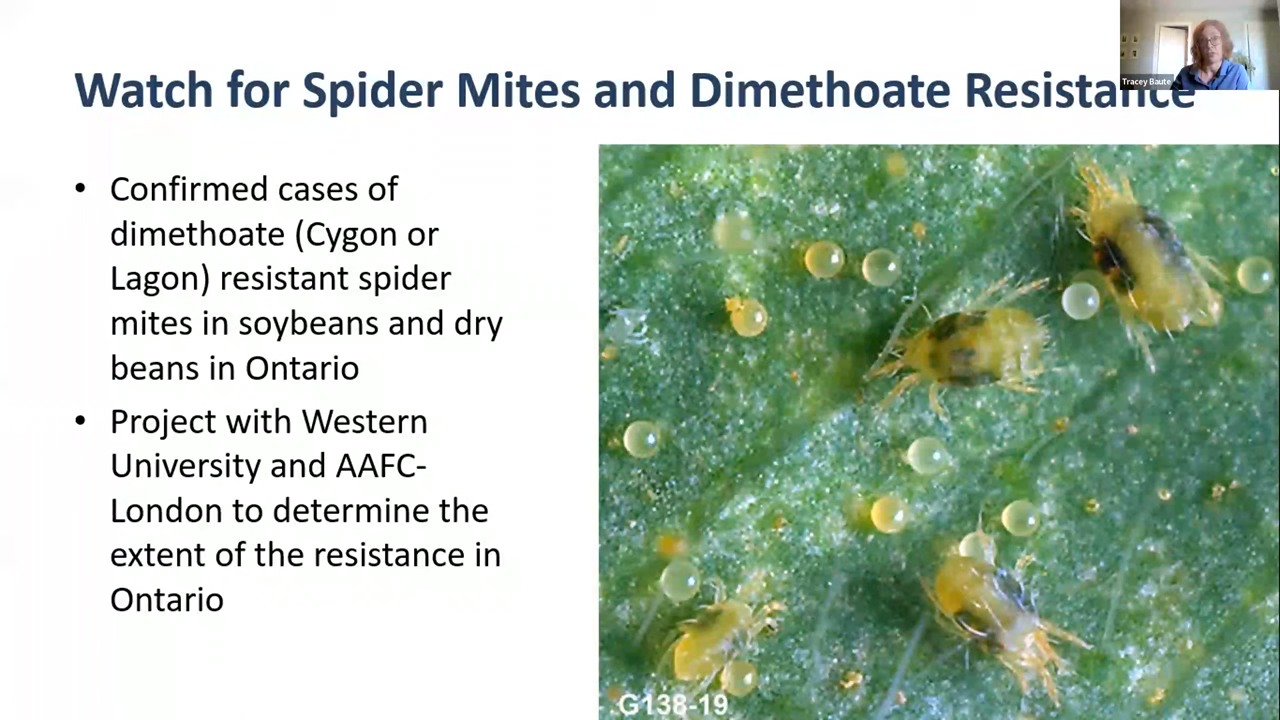 Watch for Spider Mites and Dimethoate Resistance
Tracey Baute
• Confirmed cases of
dimethoate (Cygon or
Lagon) resistant spider
mites in soybeans and dry
beans in Ontario
• Project with Western
University and AAFC-
London to determine the
extent of the resistance in
Ontario
G138-19